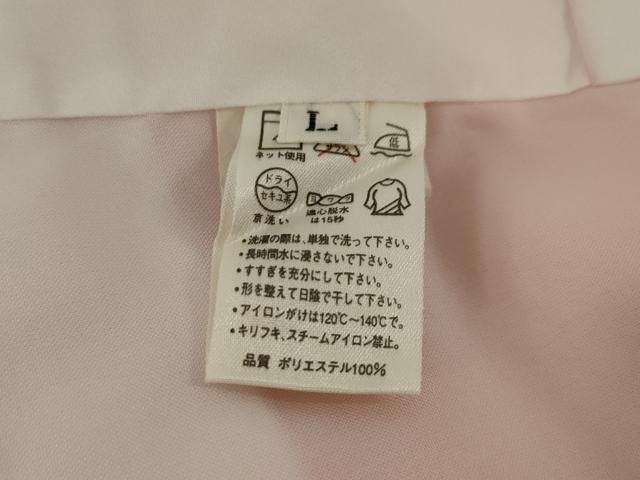 L
低
ネット使用
ドライ
セキユ系
京洗い
遠心脱水
は15秒
・洗濯の際は、単独で洗って下さい。
・長時間水に浸さないで下さい。
・すすぎを充分にして下さい。
・形を整えて日陰で干して下さい。
・アイロンがけは120℃〜140℃で。
・キリフキ、スチームアイロン禁止。
品質 ポリエステル100%